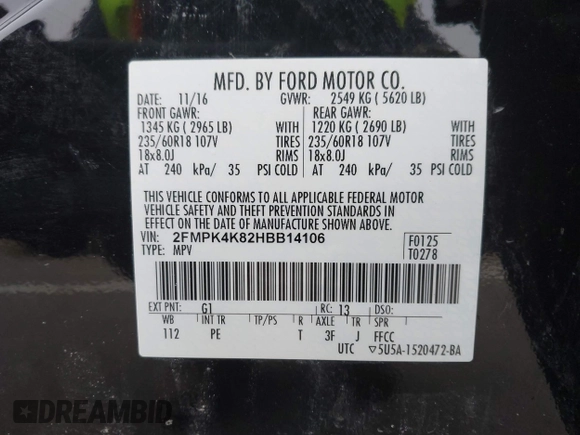 MFD. BY FORD MOTOR CO.
DATE: 11/16 GVWR: 2549 KG ( 5620 LB)
FRONT GAWR: REAR GAWR:
1345 KG ( 2965 LB) WITH 1220 KG ( 2690 LB) WITH
235/60R18 107V TIRES 235/60R18 107V TIRES
18x8.0J RIMS 18x8.0J RIMS
AT 240 kPa/ 35 PSI COLD AT 240 kPa/ 35 PSI COLD
THIS VEHICLE CONFORMS TO ALL APPLICABLE FEDERAL MOTOR
VEHICLE SAFETY AND THEFT PREVENTION STANDARDS IN
EFFECT ON THE DATE OF MANUFACTURE SHOWN ABOVE.
VIN: 2FMPK4K82HBB14106 F0125
TYPE: MPV T0278
EXT PNT: G1 RC: 13 DSO:
WB INT TR TP/PS R AXLE TR SPR
112 PE T 3F J FFCC
UTC ▽5U5A-1520472-BA
DREAMBID